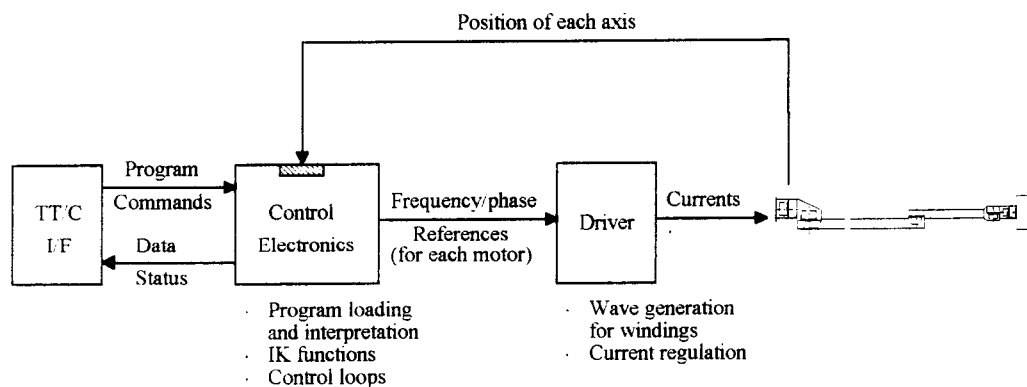 Position of each axis
Program
Commands
TT/C
I/F
Data
Status
Control
Electronics
Frequency/phase
References
(for each motor)
Driver
Currents
· Program loading
and interpretation
· IK functions
· Control loops
· Wave generation
for windings
· Current regulation